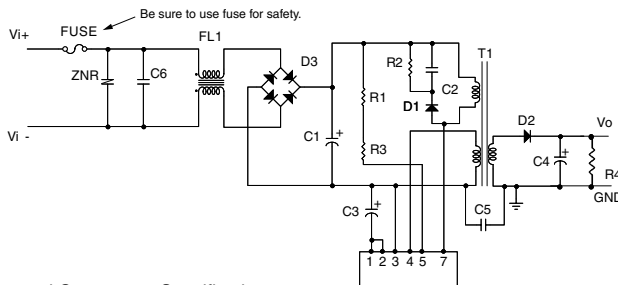 Be sure to use fuse for safety.
Vi+
FUSE
FL1
T1
ZNR
C6
D3
R2
C2
R1
D1
C1
+
R3
D2
Vo
C4
+
R4
GND
C3
+
C5
1 2 3 4 5 7
Vi -